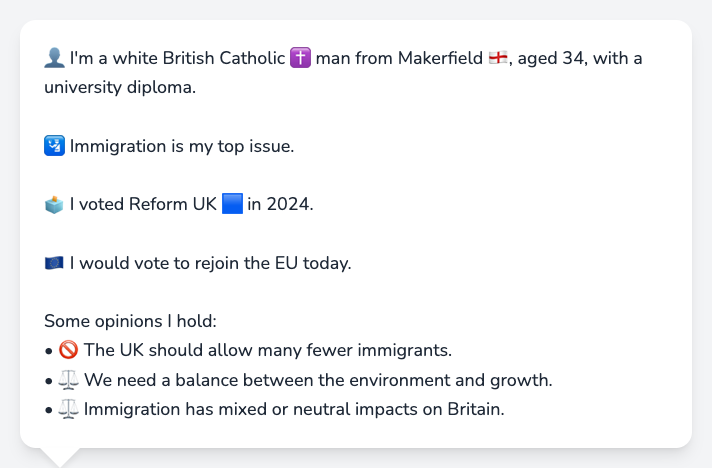 👤 I'm a white British Catholic ✝️ man from Makerfield 🏴󠁧󠁢󠁥󠁮󠁧󠁿, aged 34, with a
university diploma.
🛂 Immigration is my top issue.
🗳️ I voted Reform UK 🟦 in 2024.
🇪🇺 I would vote to rejoin the EU today.
Some opinions I hold:
• 🚫 The UK should allow many fewer immigrants.
• ⚖️ We need a balance between the environment and growth.
• ⚖️ Immigration has mixed or neutral impacts on Britain.